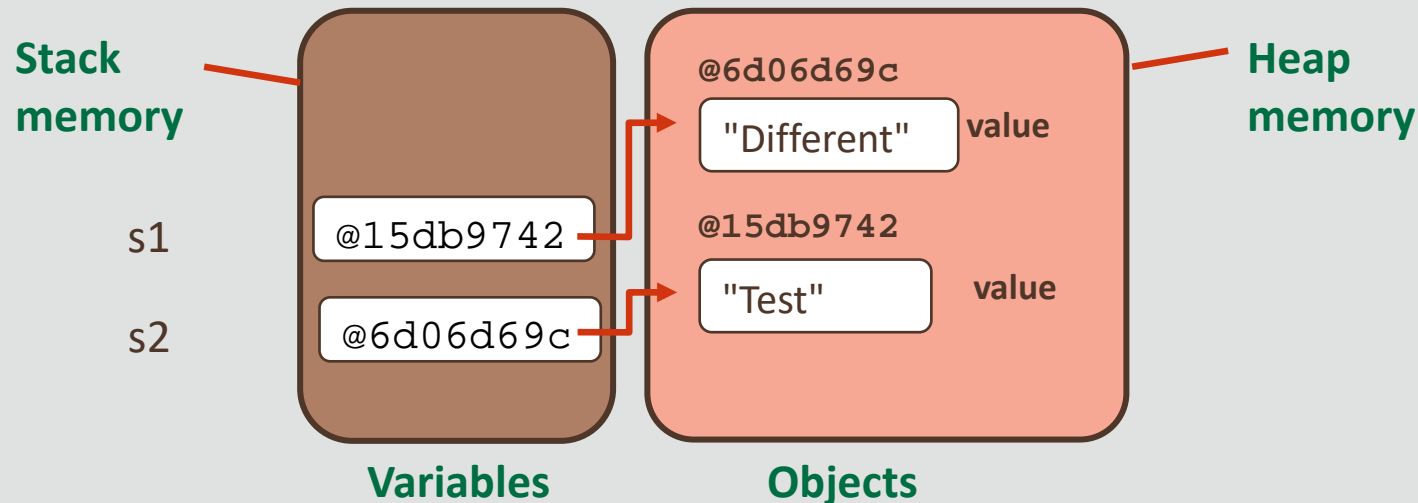 Stack
memory
s1
s2
@15db9742
@6d06d69c
Variables
@6d06d69c
"Different"
value
@15db9742
"Test"
value
Objects
Heap
memory